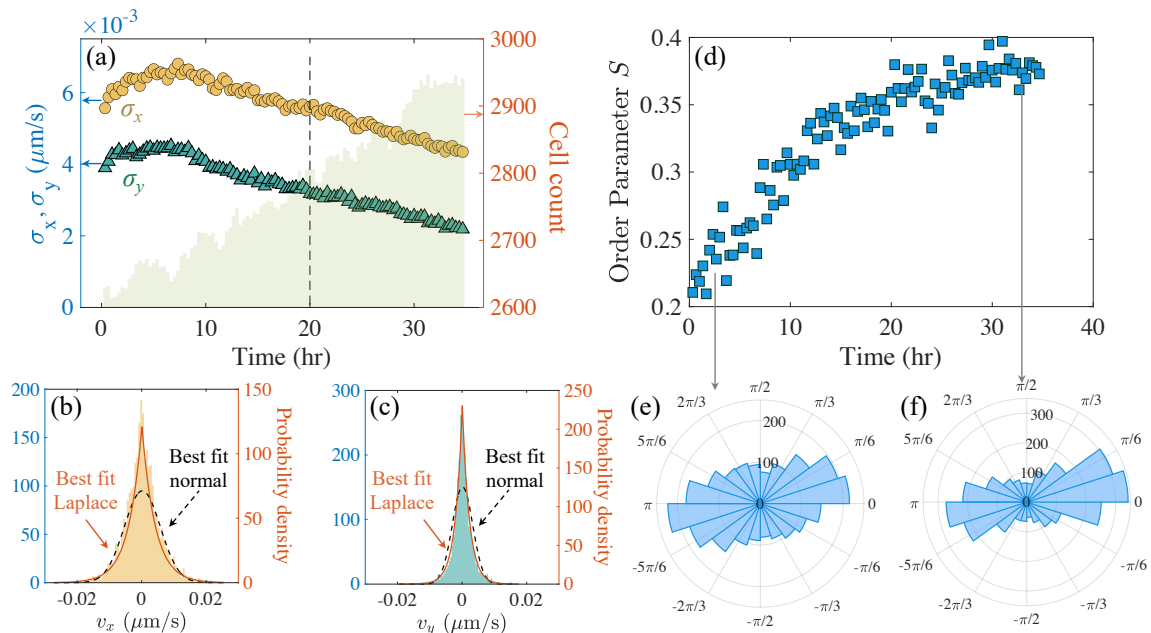 ×10⁻³
(a)
3000
6
σₓ
2900
4
σ_y
2800
2
2700
0
2600
0
10
20
30
Time (hr)
σₓ, σ_y (μm/s)
Cell count
(d)
0.4
0.35
0.3
0.25
0.2
0
10
20
30
40
Time (hr)
Order Parameter S
(b)
200
150
100
50
0
150
100
50
0
Best fit
Laplace
Best fit
normal
Probability density
-0.02
0
0.02
vₓ (μm/s)
(c)
300
200
100
0
250
200
150
100
50
0
Best fit
Laplace
Best fit
normal
Probability density
-0.02
0
0.02
v_y (μm/s)
(e)
π/2
2π/3
π/3
5π/6
π/6
π
0
-5π/6
-π/6
-2π/3
-π/3
-π/2
200
100
0
(f)
π/2
2π/3
π/3
5π/6
π/6
π
0
-5π/6
-π/6
-2π/3
-π/3
-π/2
300
200
100
0